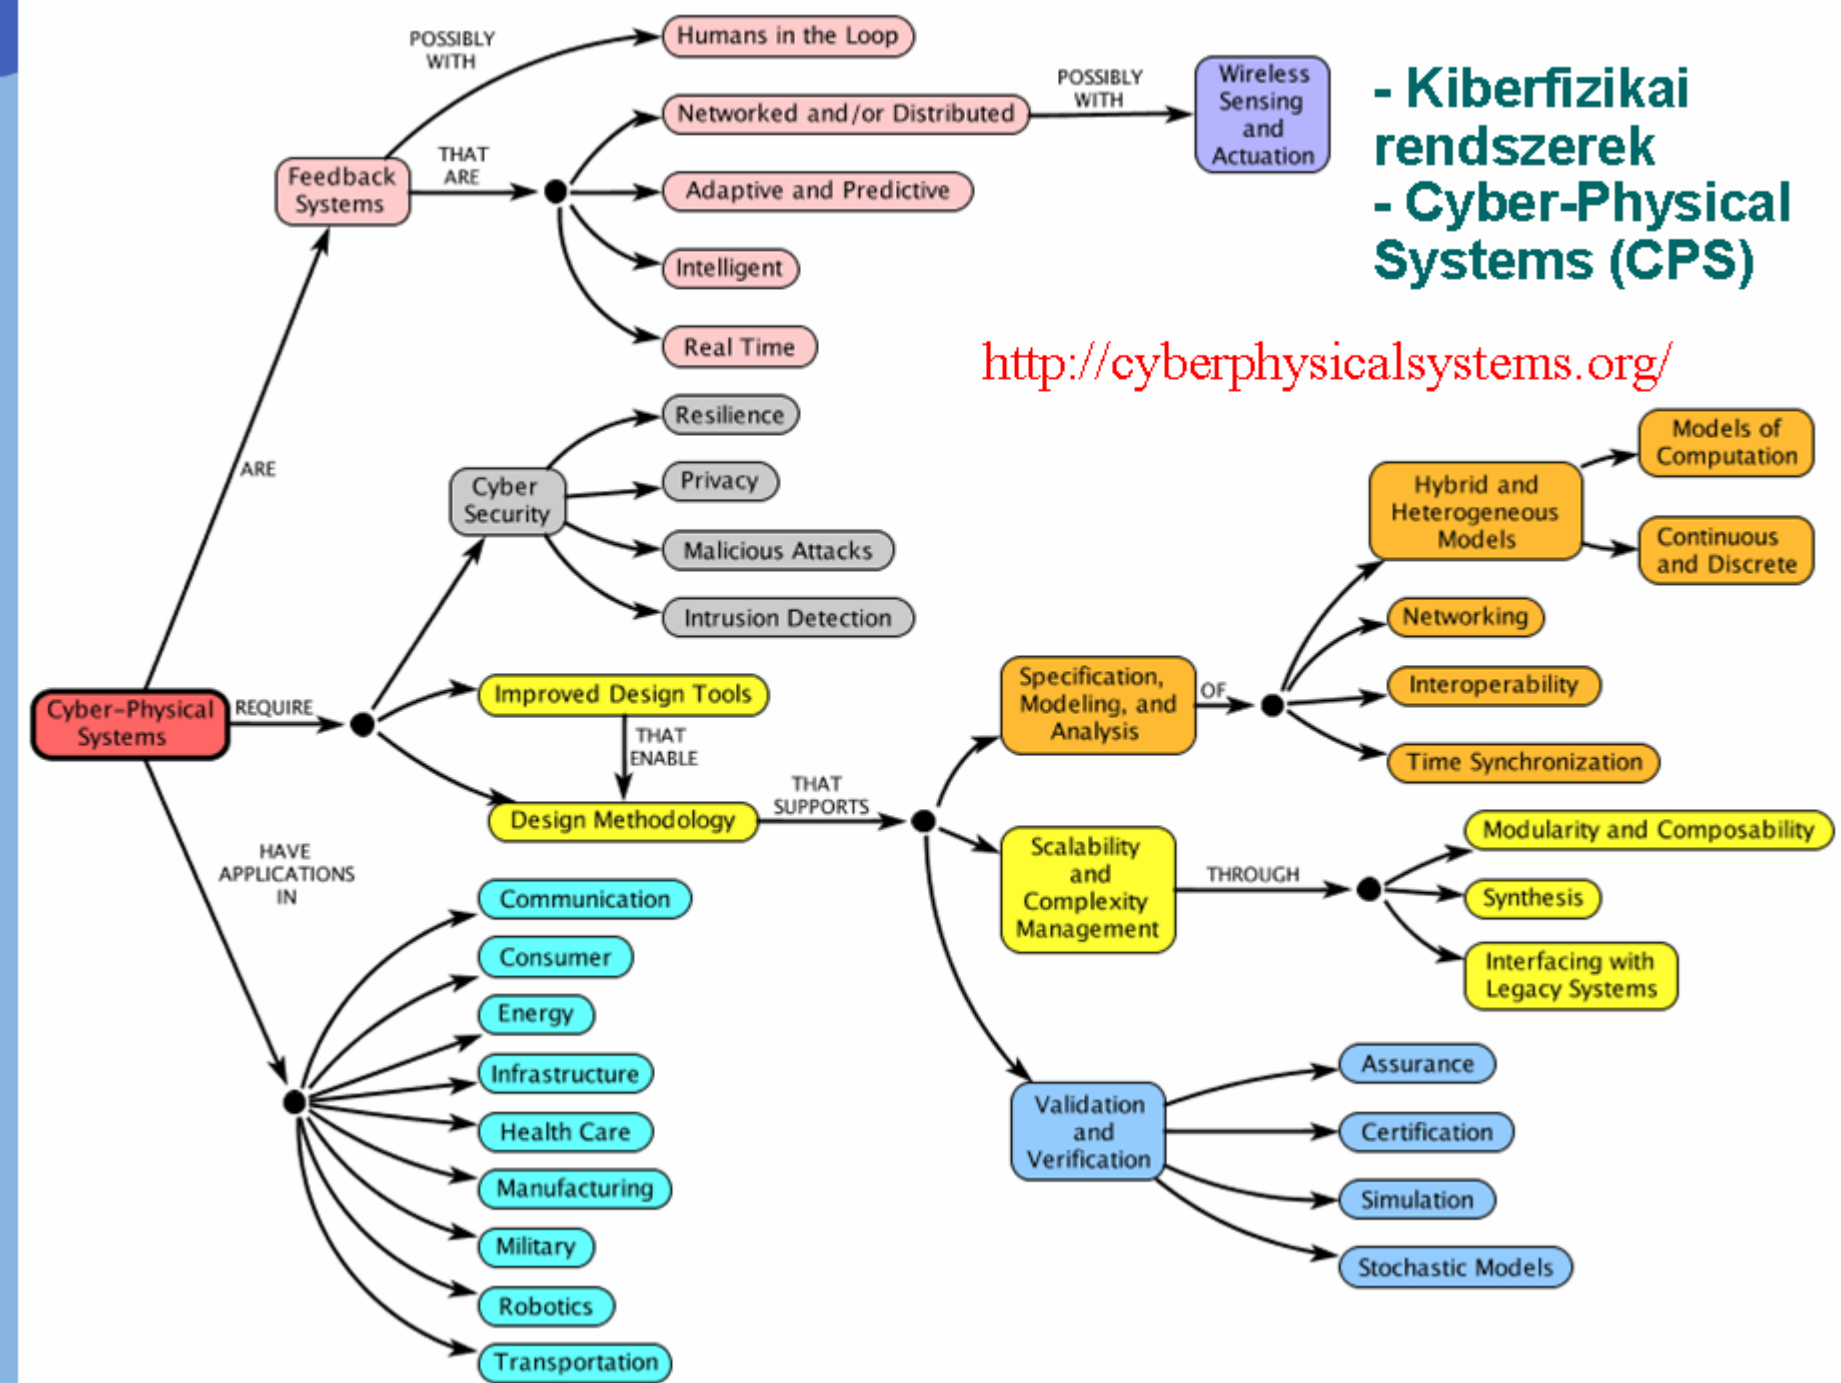 POSSIBLY
WITH
Humans in the Loop
Networked and/or Distributed
POSSIBLY
WITH
Wireless
Sensing
and
Actuation
- Kiberfizikai
rendszerek
- Cyber-Physical
Systems (CPS)
Feedback
Systems
THAT
ARE
Adaptive and Predictive
Intelligent
Real Time
http://cyberphysicalsystems.org/
ARE
Cyber
Security
Resilience
Privacy
Malicious Attacks
Intrusion Detection
Hybrid and
Heterogeneous
Models
Models of
Computation
Continuous
and Discrete
Networking
Interoperability
Time Synchronization
Cyber-Physical
Systems
REQUIRE
Improved Design Tools
THAT
ENABLE
Design Methodology
THAT
SUPPORTS
Specification,
Modeling, and
Analysis
OF
Scalability
and
Complexity
Management
THROUGH
Modularity and Composability
Synthesis
Interfacing with
Legacy Systems
HAVE
APPLICATIONS
IN
Communication
Consumer
Energy
Infrastructure
Health Care
Manufacturing
Military
Robotics
Transportation
Validation
and
Verification
Assurance
Certification
Simulation
Stochastic Models